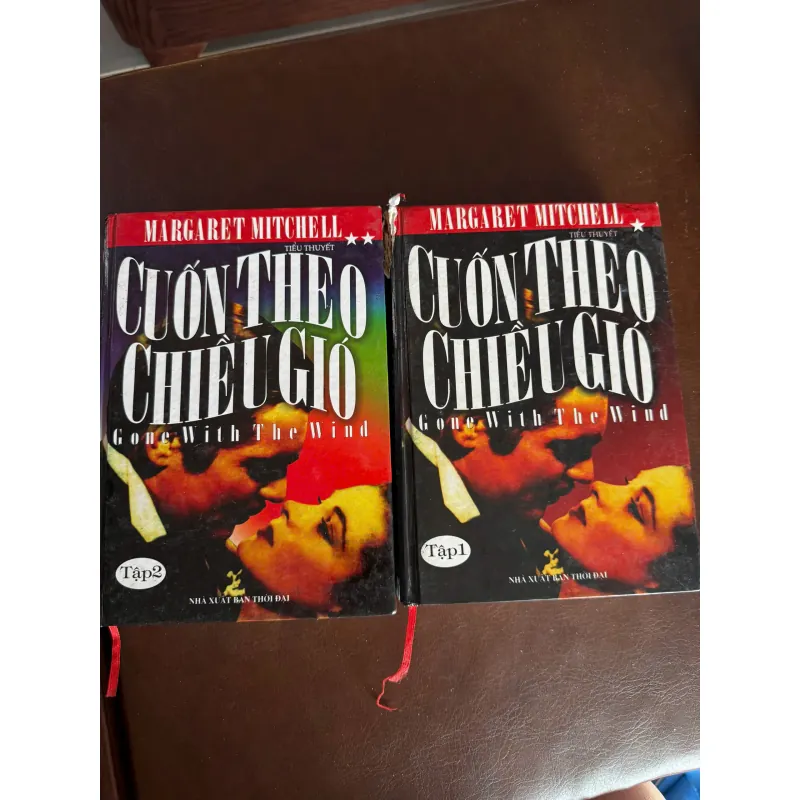 MARGARET MITCHELL
TIỂU THUYẾT
CUỐN THEO
CHIỀU GIÓ
Gone With The Wind
Tập2
NHÀ XUẤT BẢN THỜI ĐẠI
MARGARET MITCHELL
TIỂU THUYẾT
CUỐN THEO
CHIỀU GIÓ
Gone With The Wind
Tập1
NHÀ XUẤT BẢN THỜI ĐẠI